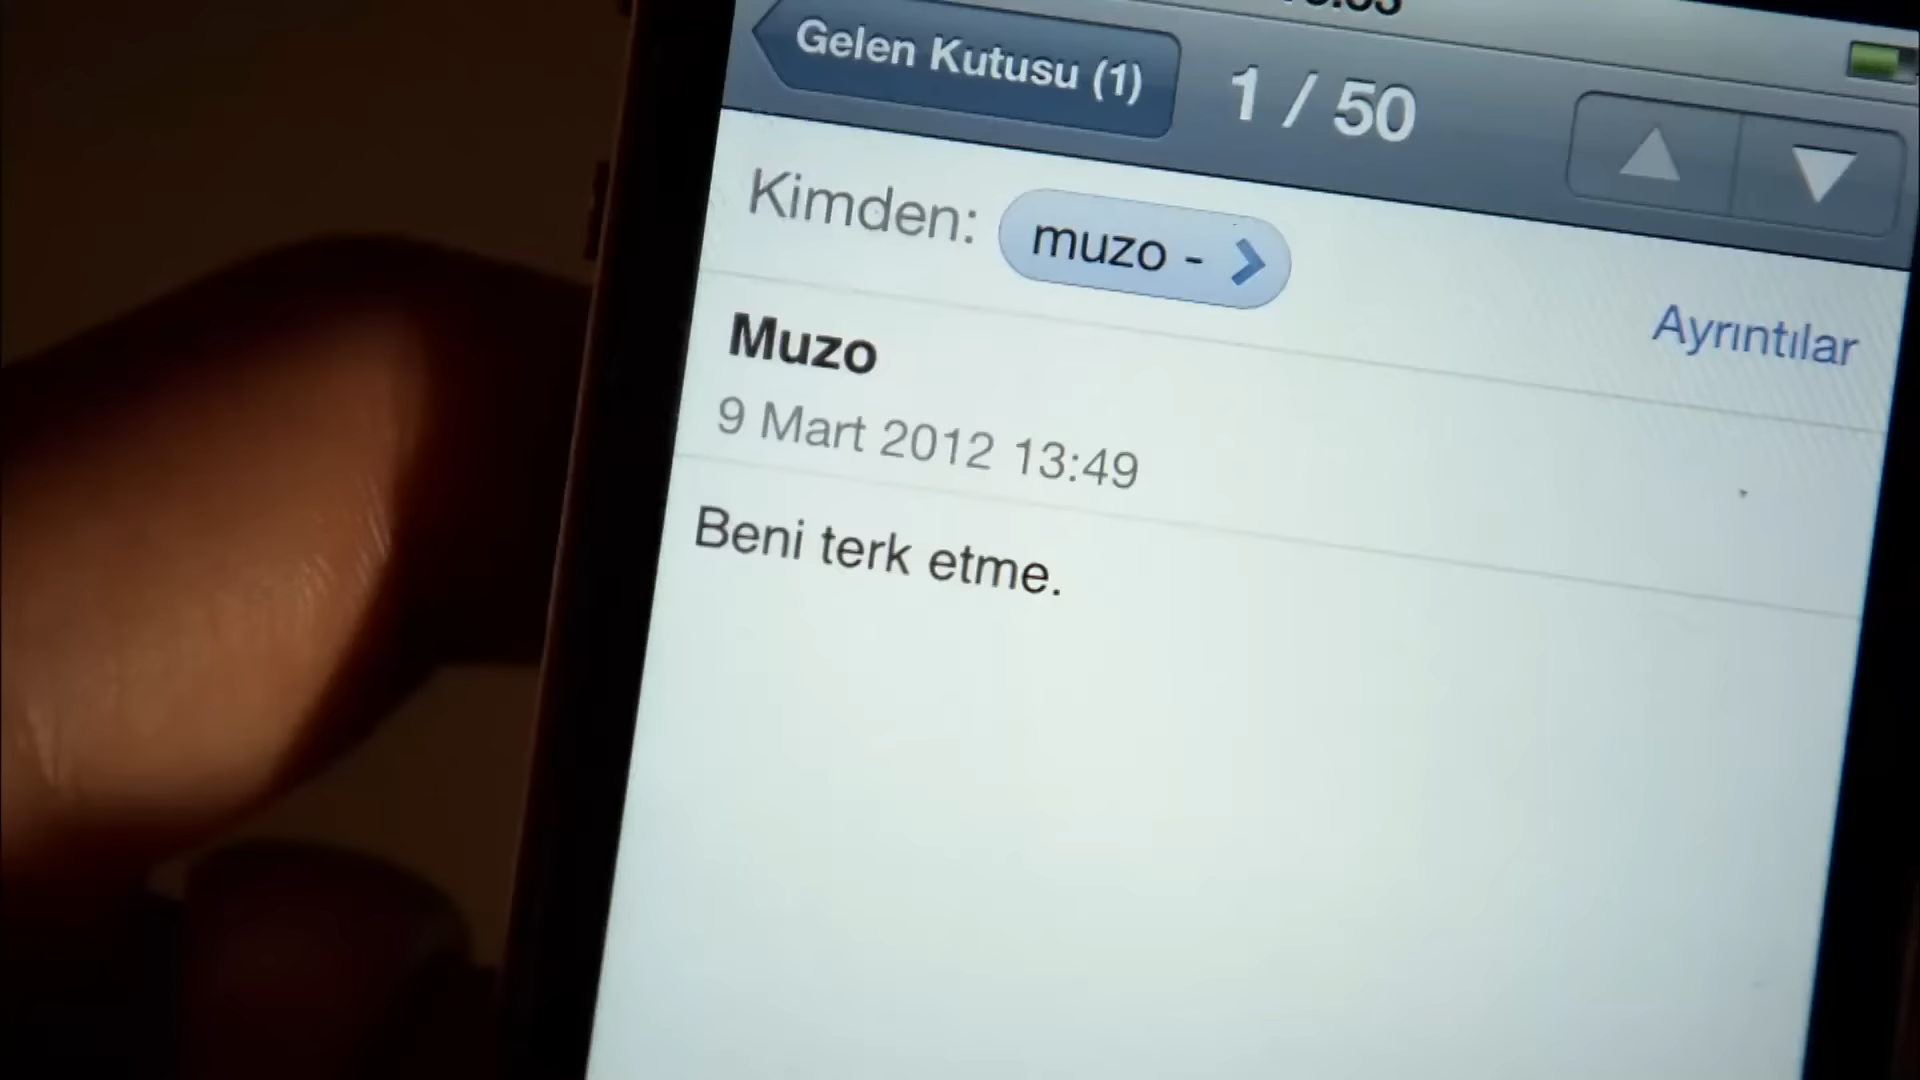 Gelen Kutusu (1)
1 / 50
Kimden: muzo -
Ayrıntılar
Muzo
9 Mart 2012 13:49
Beni terk etme.